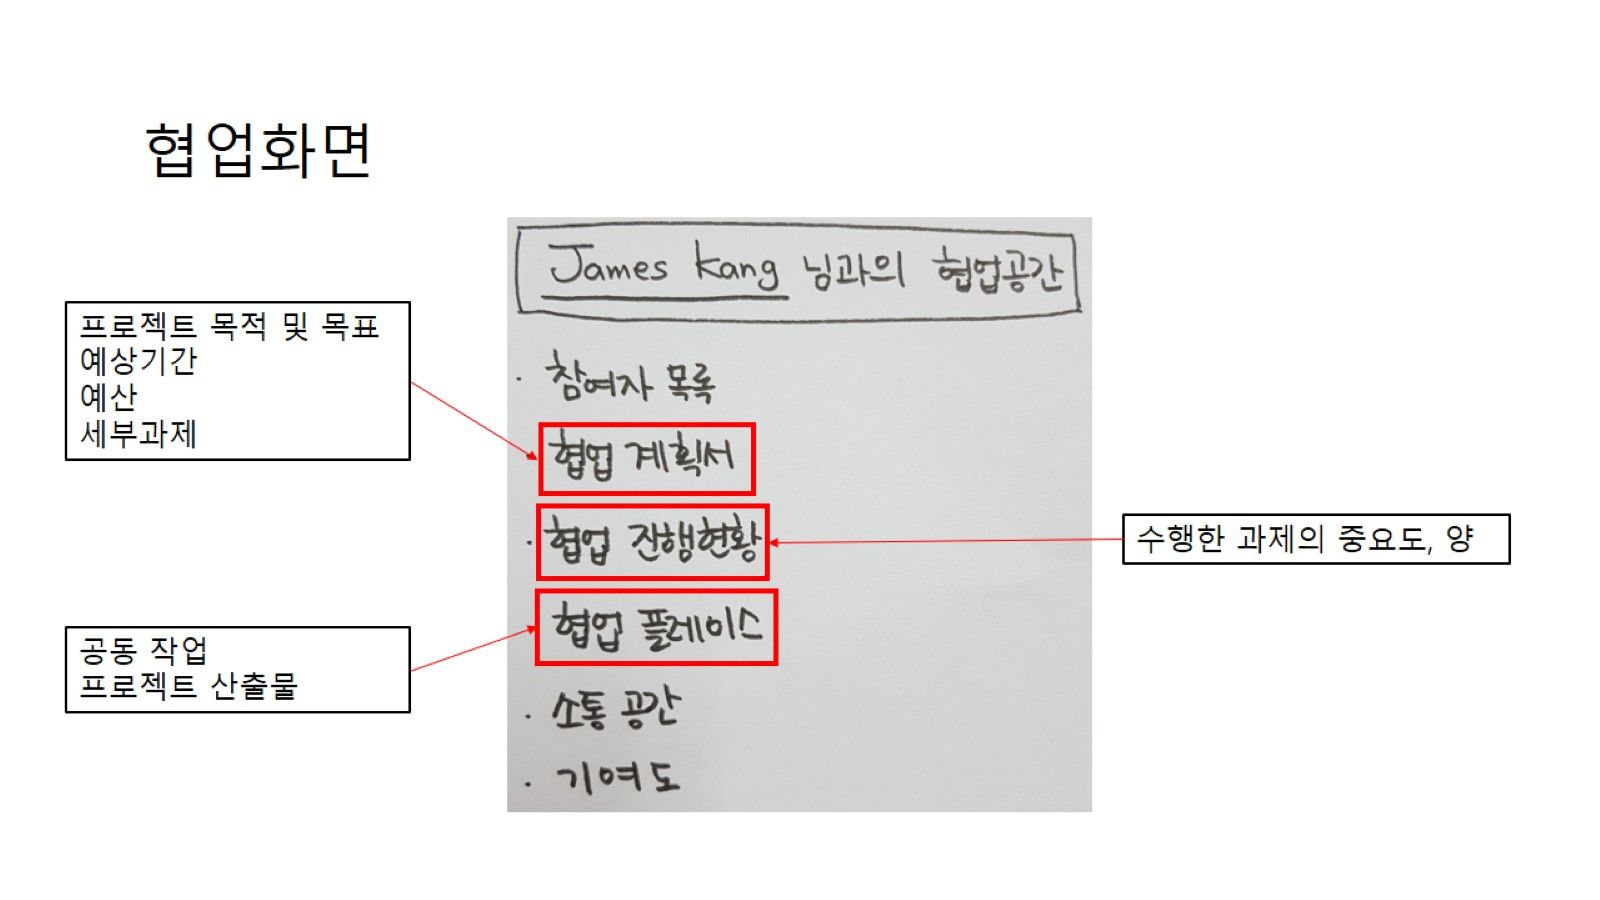 협업화면
James Kang 님과의 협업공간
프로젝트 목적 및 목표
예상기간
예산
세부과제
· 참여자 목록
· 협업 계획서
· 협업 진행현황
수행한 과제의 중요도, 양
협업 플레이스
공동 작업
프로젝트 산출물
· 소통 공간
· 기여도